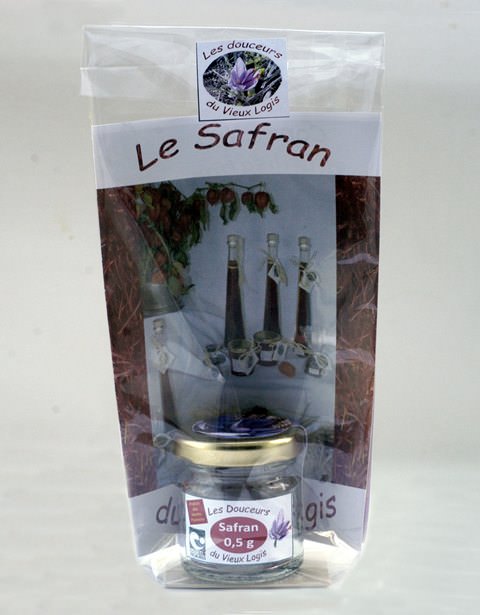 Les douceurs
du Vieux Logis
Le Safran
du
gis
Les Douceurs
Safran
0,5 g
du Vieux Logis